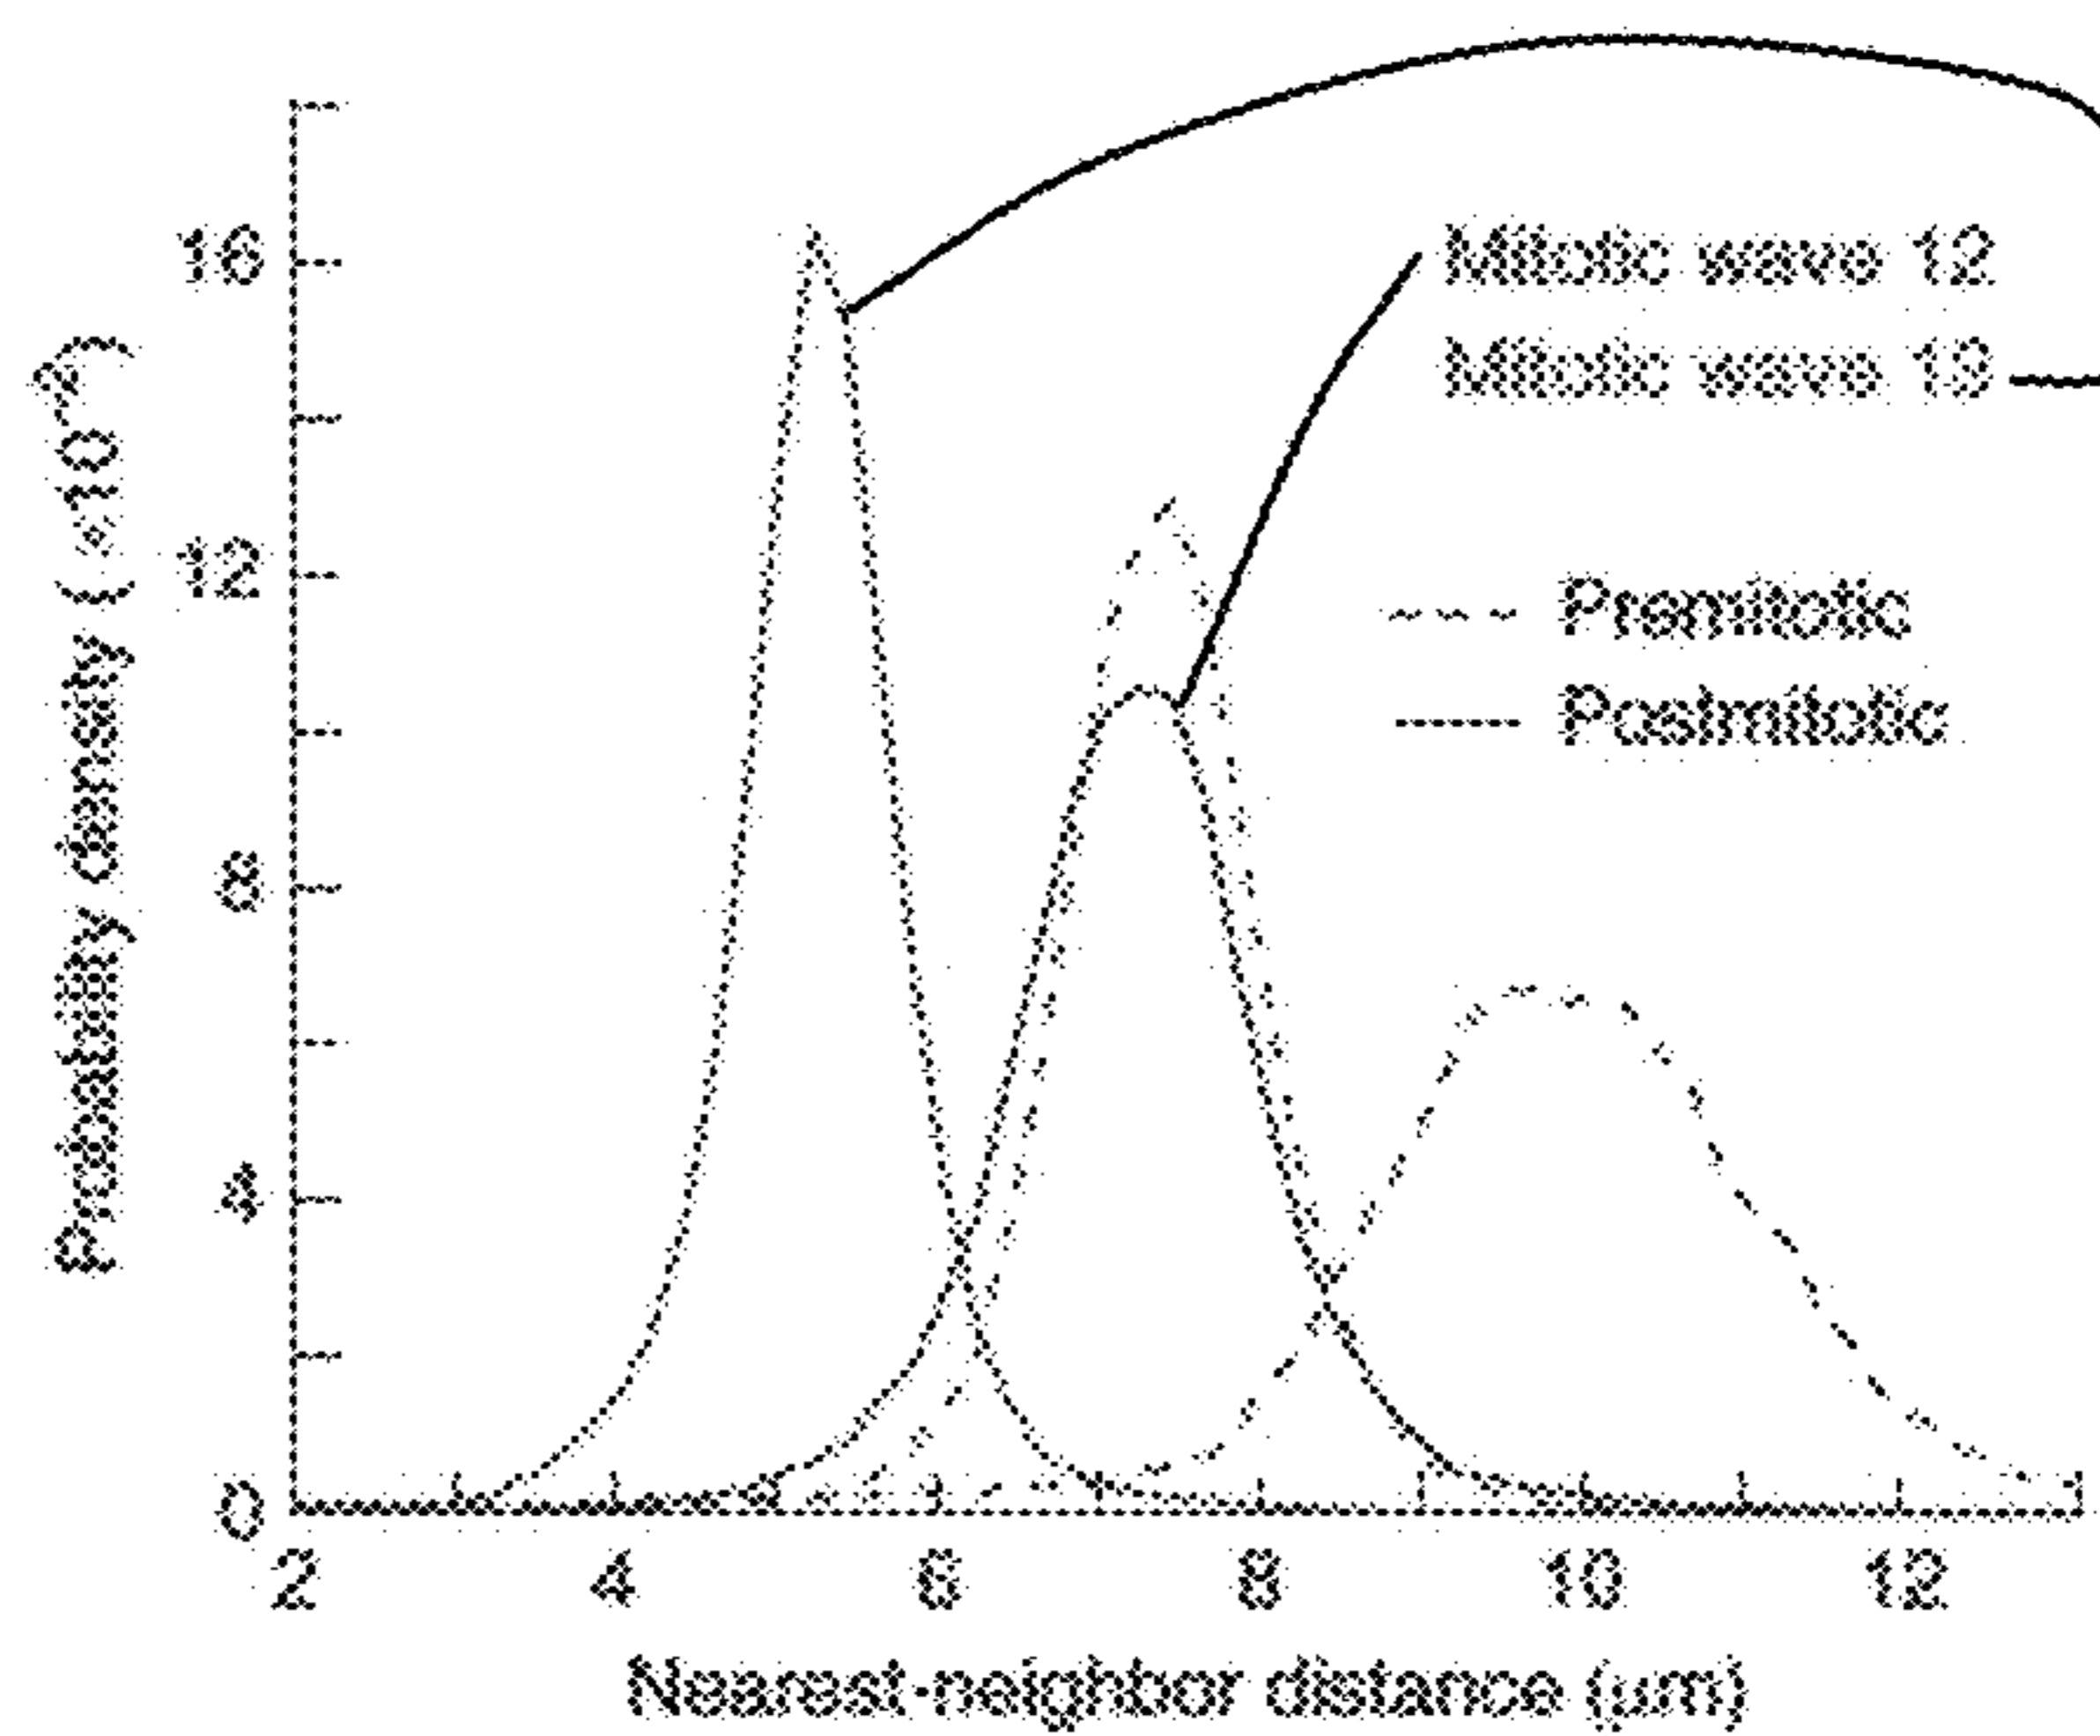 Probability density ( ×10⁻²)
16
12
8
4
0
2 4 6 8 10 12
Nearest-neighbor distance (μm)
Mitotic wave 12
Mitotic wave 13
Premitotic
Postmitotic